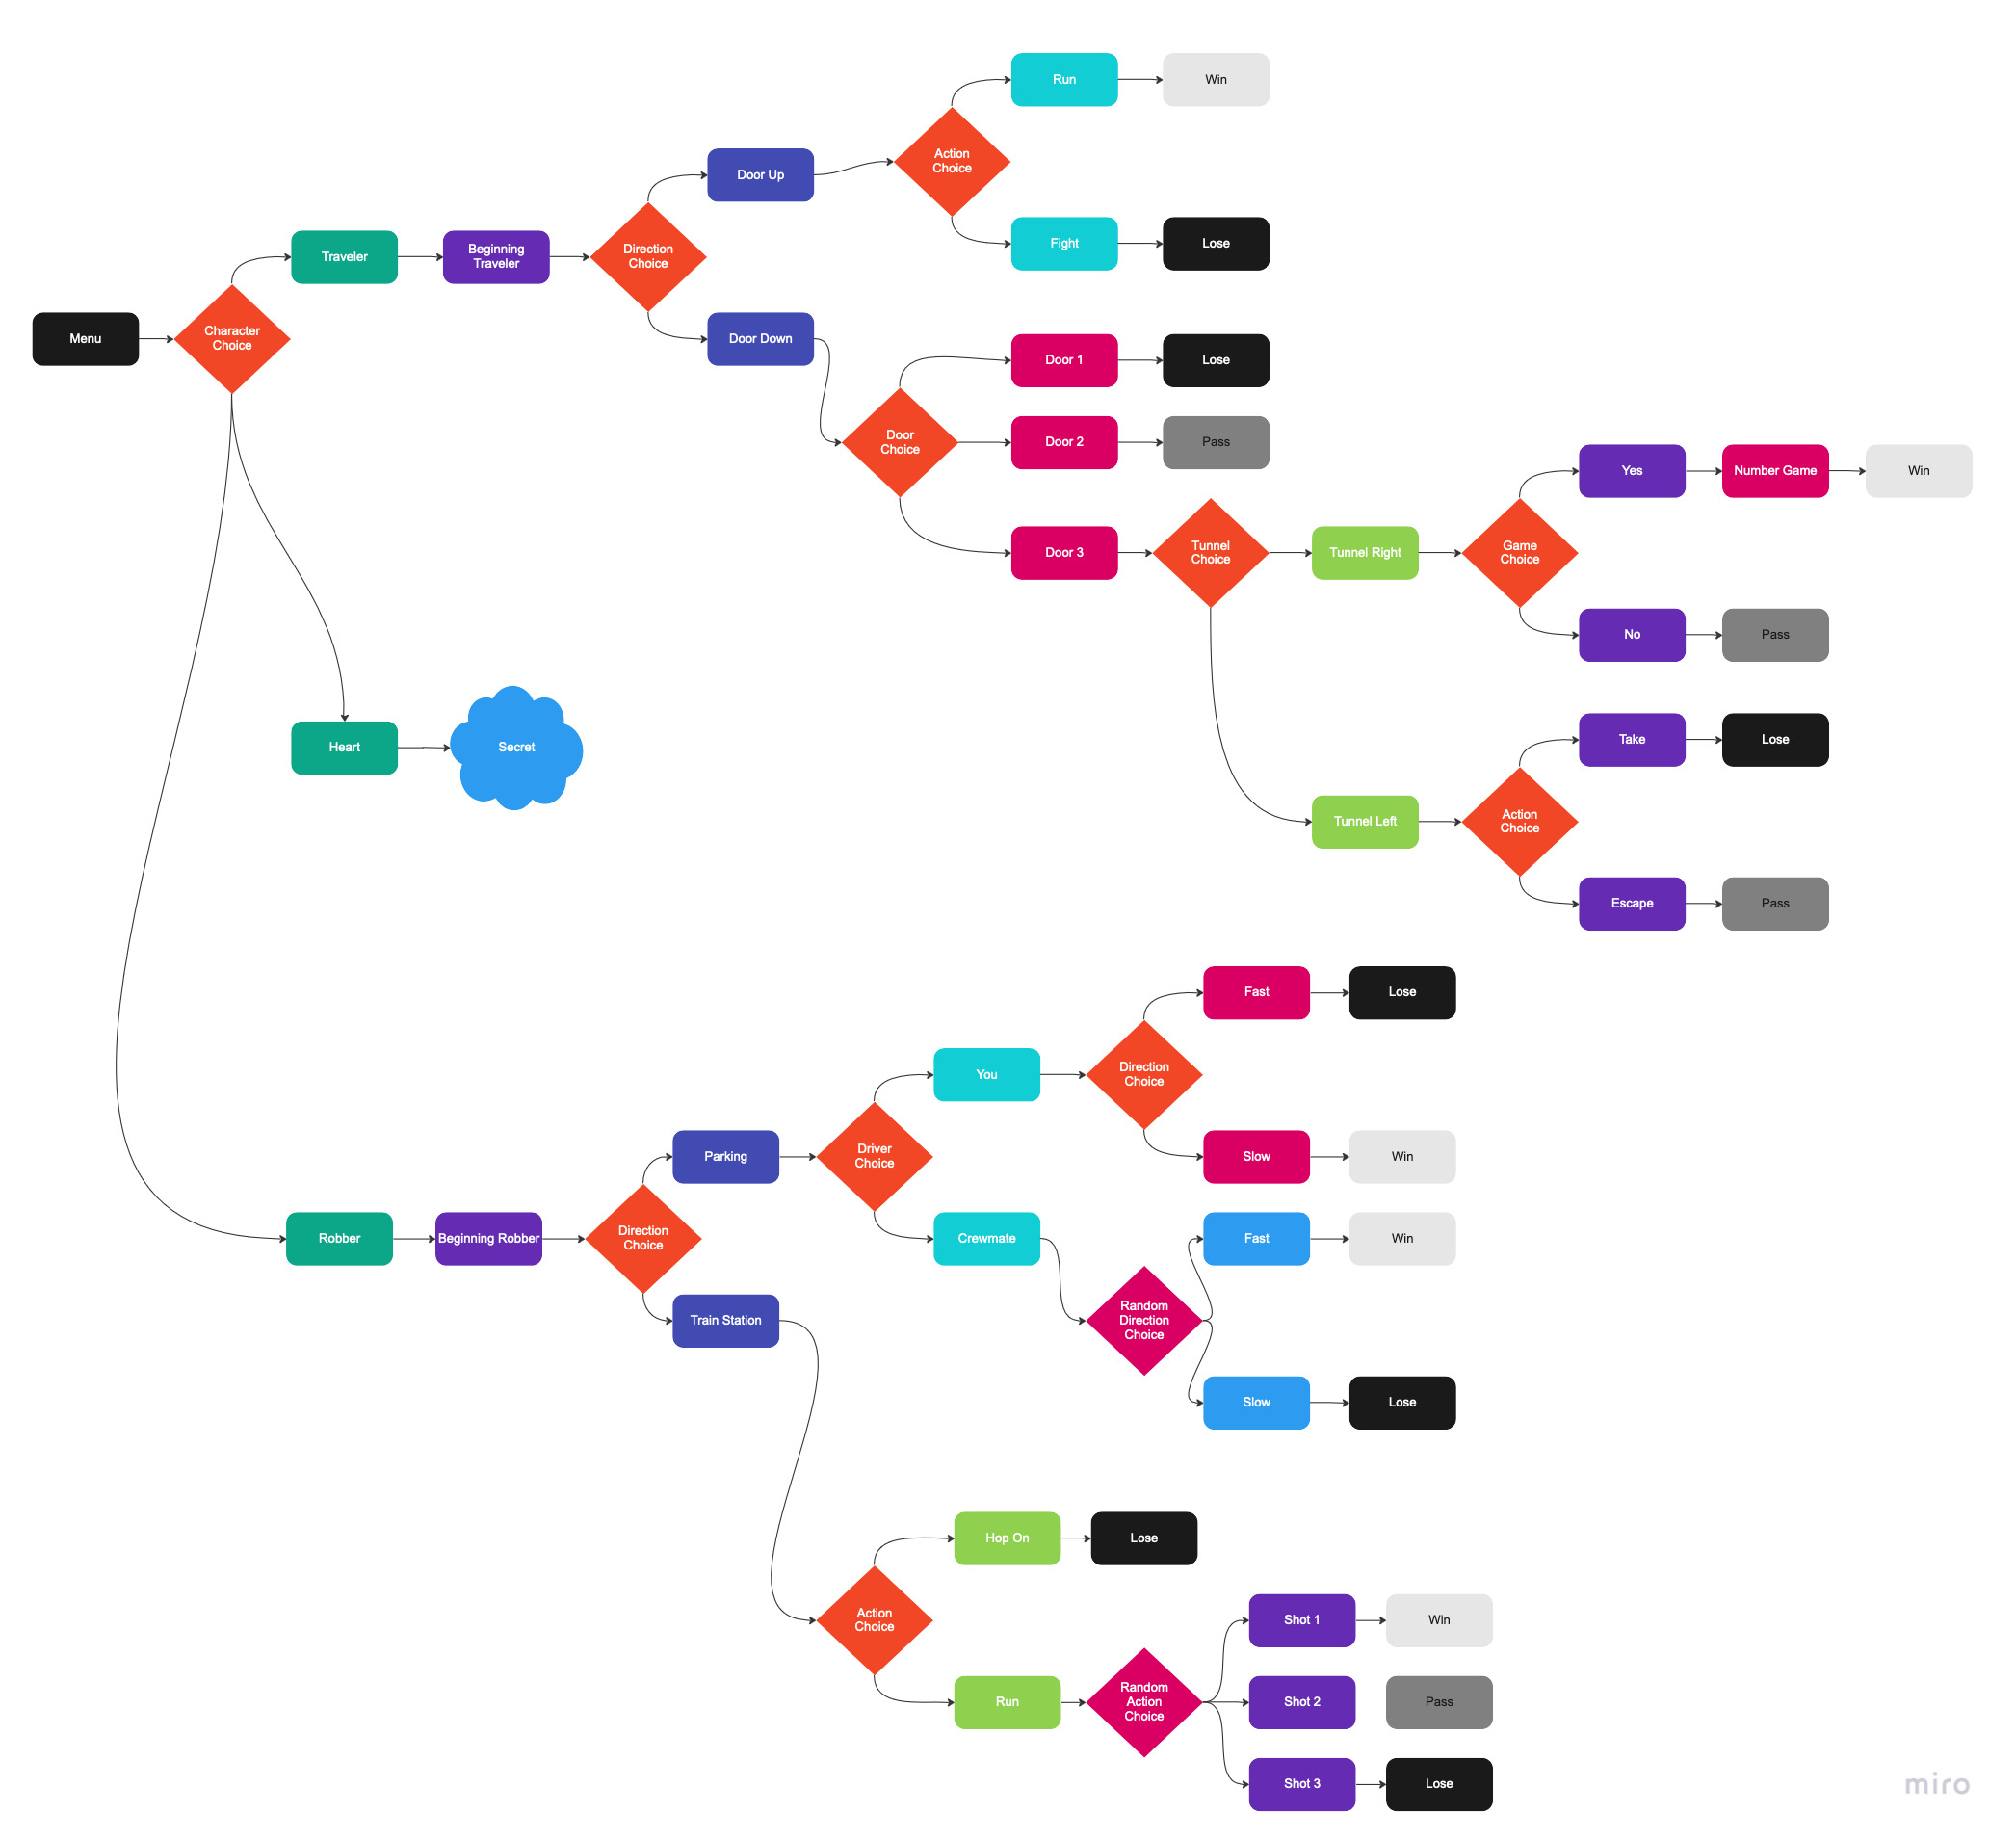 Run
Win
Action
Choice
Door Up
Fight
Lose
Traveler
Beginning
Traveler
Direction
Choice
Menu
Character
Choice
Door Down
Door 1
Lose
Door
Choice
Door 2
Pass
Yes
Number Game
Win
Door 3
Tunnel
Choice
Tunnel Right
Game
Choice
No
Pass
Heart
Secret
Take
Lose
Tunnel Left
Action
Choice
Escape
Pass
Fast
Lose
You
Direction
Choice
Parking
Driver
Choice
Slow
Win
Robber
Beginning Robber
Direction
Choice
Crewmate
Fast
Win
Train Station
Random
Direction
Choice
Slow
Lose
Hop On
Lose
Action
Choice
Shot 1
Win
Run
Random
Action
Choice
Shot 2
Pass
Shot 3
Lose
miro